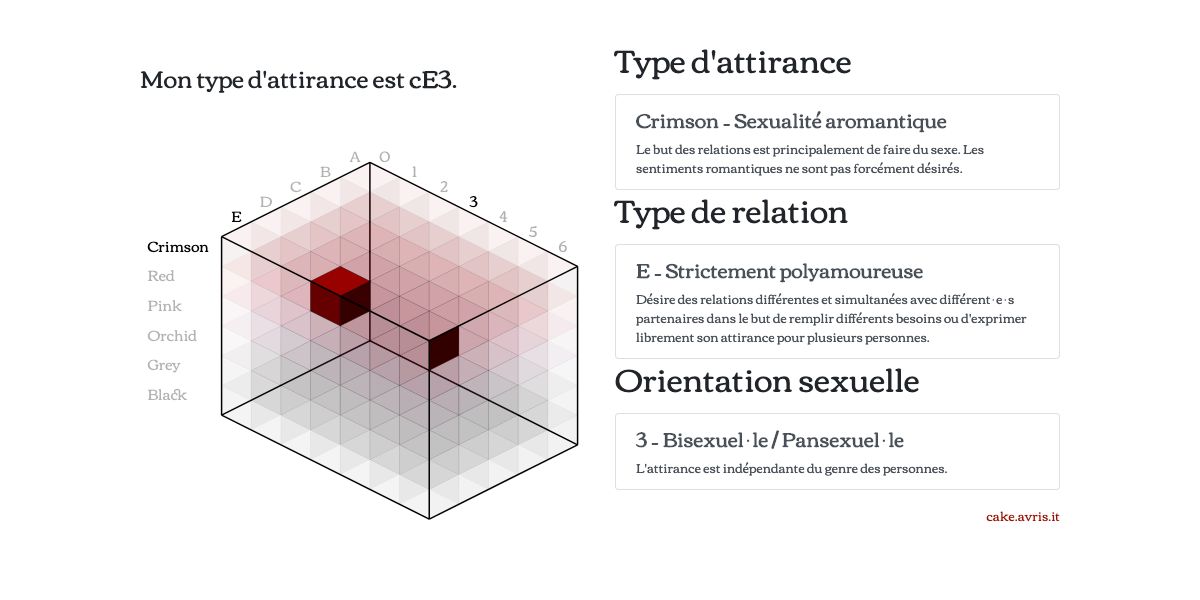 Mon type d'attirance est cE3.
A O
B 1
C 2
D 3
E 4
5
6
Crimson
Red
Pink
Orchid
Grey
Black
Type d'attirance
Crimson - Sexualité aromantique
Le but des relations est principalement de faire du sexe. Les
sentiments romantiques ne sont pas forcément désirés.
Type de relation
E - Strictement polyamoureuse
Désire des relations différentes et simultanées avec différent·e·s
partenaires dans le but de remplir différents besoins ou d'exprimer
librement son attirance pour plusieurs personnes.
Orientation sexuelle
3 - Bisexuel·le / Pansexuel·le
L'attirance est indépendante du genre des personnes.
cake.avris.it